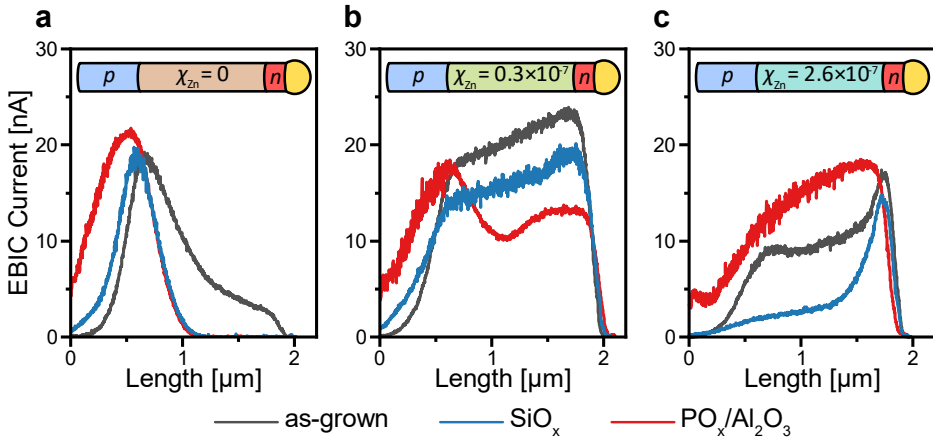 a
b
c
30
20
10
0
EBIC Current [nA]
p
χZn = 0
n
0
1
2
Length [µm]
30
20
10
0
p
χZn = 0.3×10-7
n
0
1
2
Length [µm]
30
20
10
0
p
χZn = 2.6×10-7
n
0
1
2
Length [µm]
as-grown
SiOx
POx/Al2O3